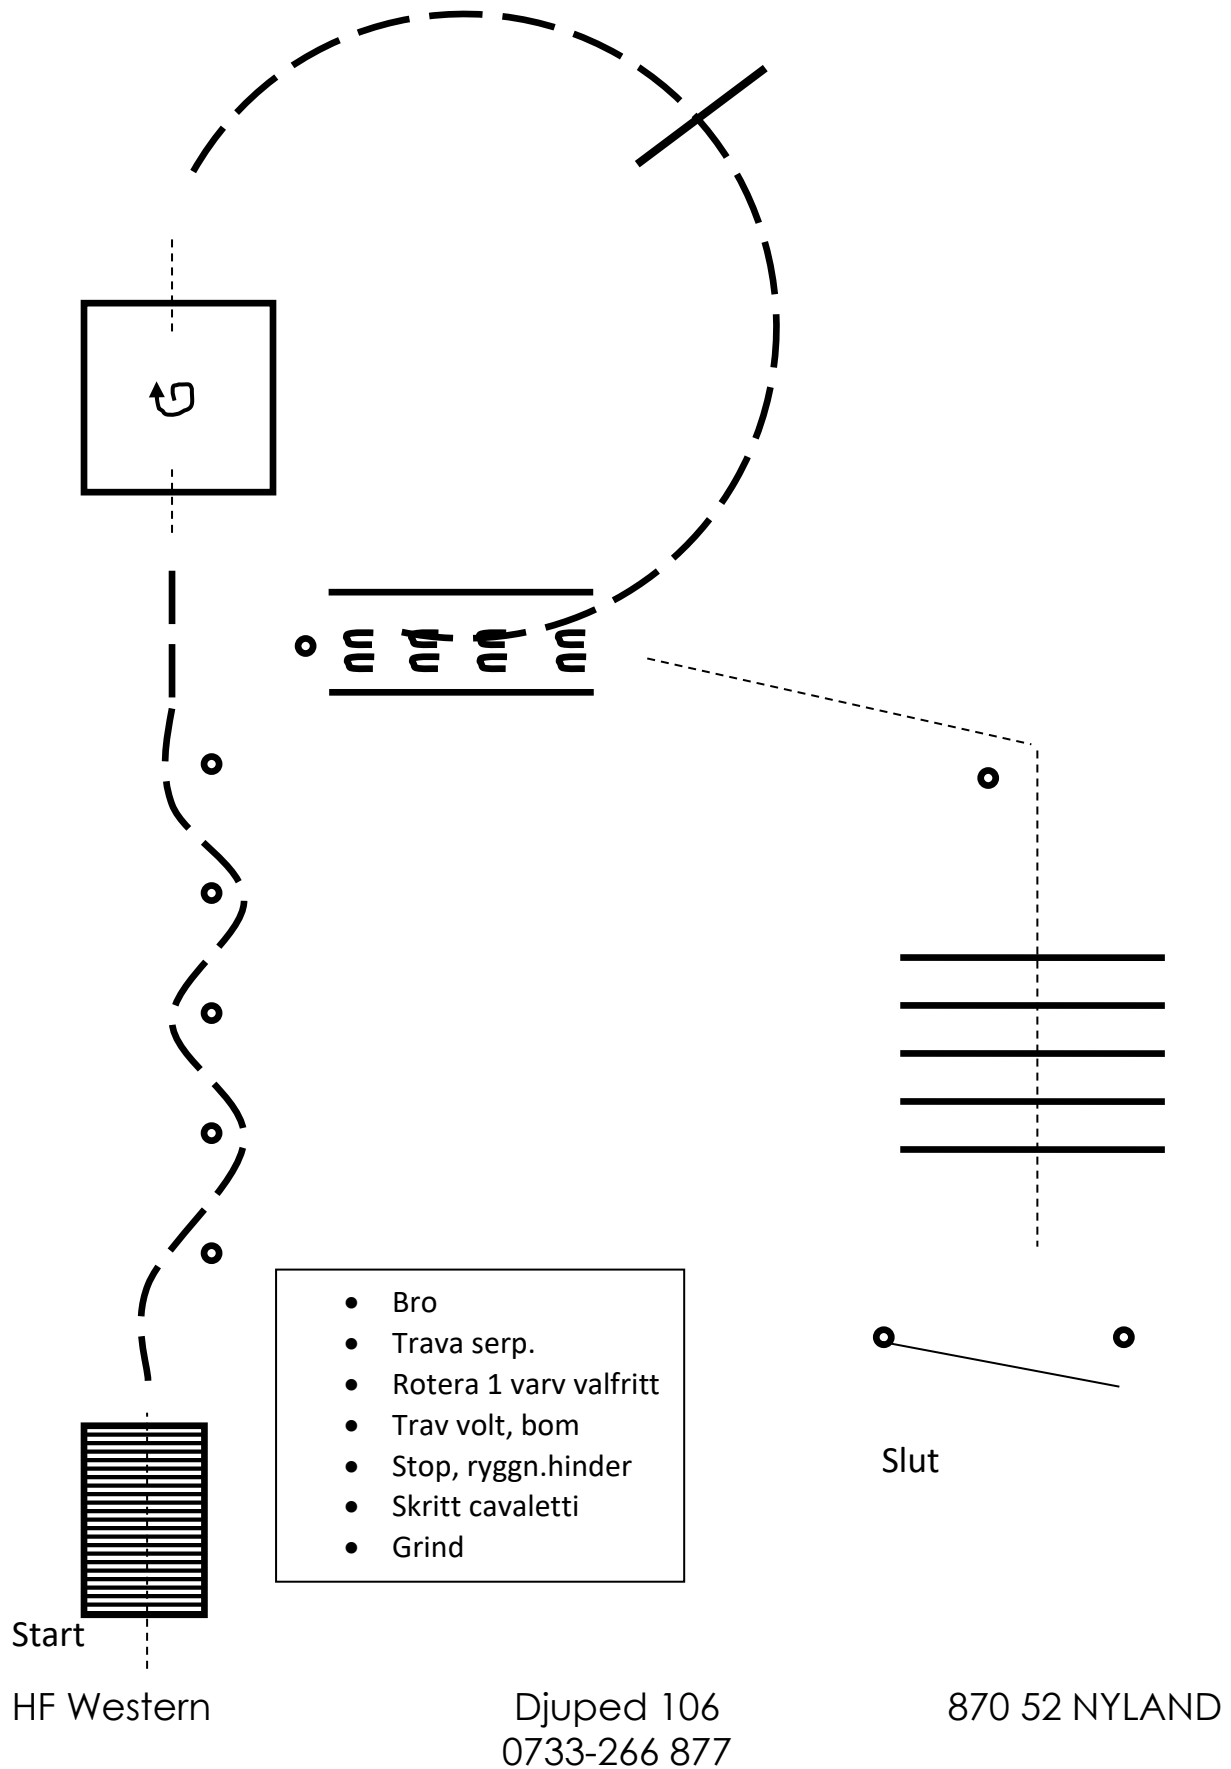 • Bro
• Trava serp.
• Rotera 1 varv valfritt
• Trav volt, bom
• Stop, ryggn.hinder
• Skritt cavaletti
• Grind
Slut
Start
HF Western Djuped 106 870 52 NYLAND
0733-266 877